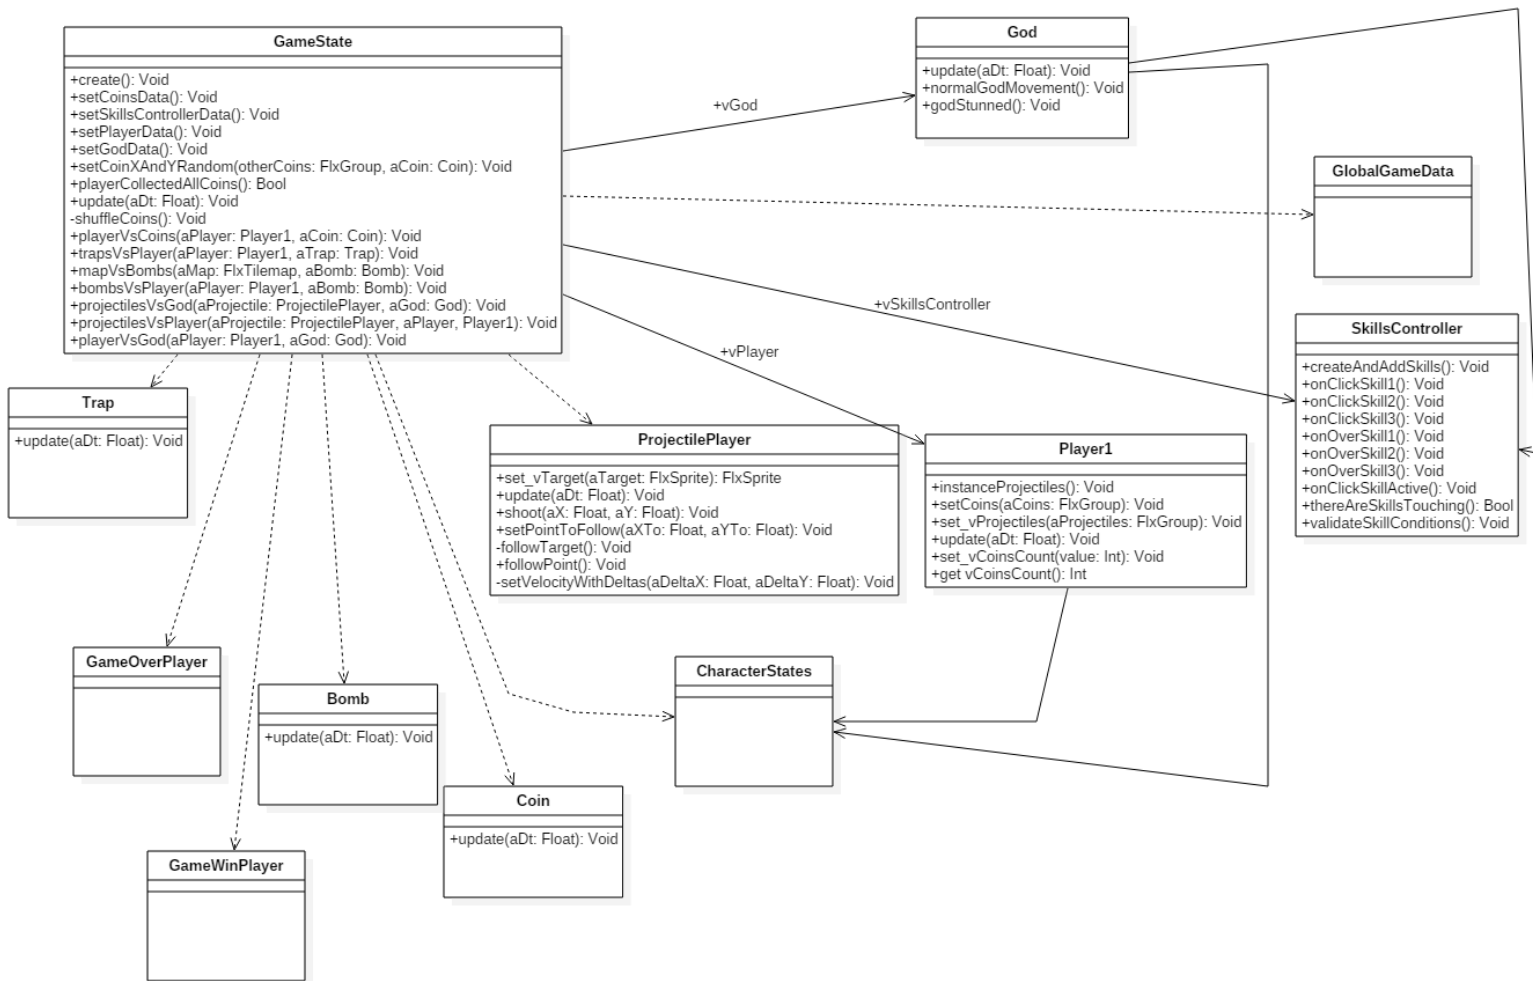 GameState
+create(): Void
+setCoinsData(): Void
+setSkillsControllerData(): Void
+setPlayerData(): Void
+setGodData(): Void
+setCoinXAndYRandom(otherCoins: FlxGroup, aCoin: Coin): Void
+playerCollectedAllCoins(): Bool
+update(aDt: Float): Void
-shuffleCoins(): Void
+playerVsCoins(aPlayer: Player1, aCoin: Coin): Void
+trapsVsPlayer(aPlayer: Player1, aTrap: Trap): Void
+mapVsBombs(aMap: FlxTilemap, aBomb: Bomb): Void
+bombsVsPlayer(aPlayer: Player1, aBomb: Bomb): Void
+projectilesVsGod(aProjectile: ProjectilePlayer, aGod: God): Void
+projectilesVsPlayer(aProjectile: ProjectilePlayer, aPlayer, Player1): Void
+playerVsGod(aPlayer: Player1, aGod: God): Void
+vGod
God
+update(aDt: Float): Void
+normalGodMovement(): Void
+godStunned(): Void
GlobalGameData
+vSkillsController
SkillsController
+createAndAddSkills(): Void
+onClickSkill1(): Void
+onClickSkill2(): Void
+onClickSkill3(): Void
+onOverSkill1(): Void
+onOverSkill2(): Void
+onOverSkill3(): Void
+onClickSkillActive(): Void
+thereAreSkillsTouching(): Bool
+validateSkillConditions(): Void
+vPlayer
Trap
+update(aDt: Float): Void
ProjectilePlayer
+set_vTarget(aTarget: FlxSprite): FlxSprite
+update(aDt: Float): Void
+shoot(aX: Float, aY: Float): Void
+setPointToFollow(aXTo: Float, aYTo: Float): Void
-followTarget(): Void
+followPoint(): Void
-setVelocityWithDeltas(aDeltaX: Float, aDeltaY: Float): Void
Player1
+instanceProjectiles(): Void
+setCoins(aCoins: FlxGroup): Void
+set_vProjectiles(aProjectiles: FlxGroup): Void
+update(aDt: Float): Void
+set_vCoinsCount(value: Int): Void
+get vCoinsCount(): Int
GameOverPlayer
Bomb
+update(aDt: Float): Void
CharacterStates
Coin
+update(aDt: Float): Void
GameWinPlayer